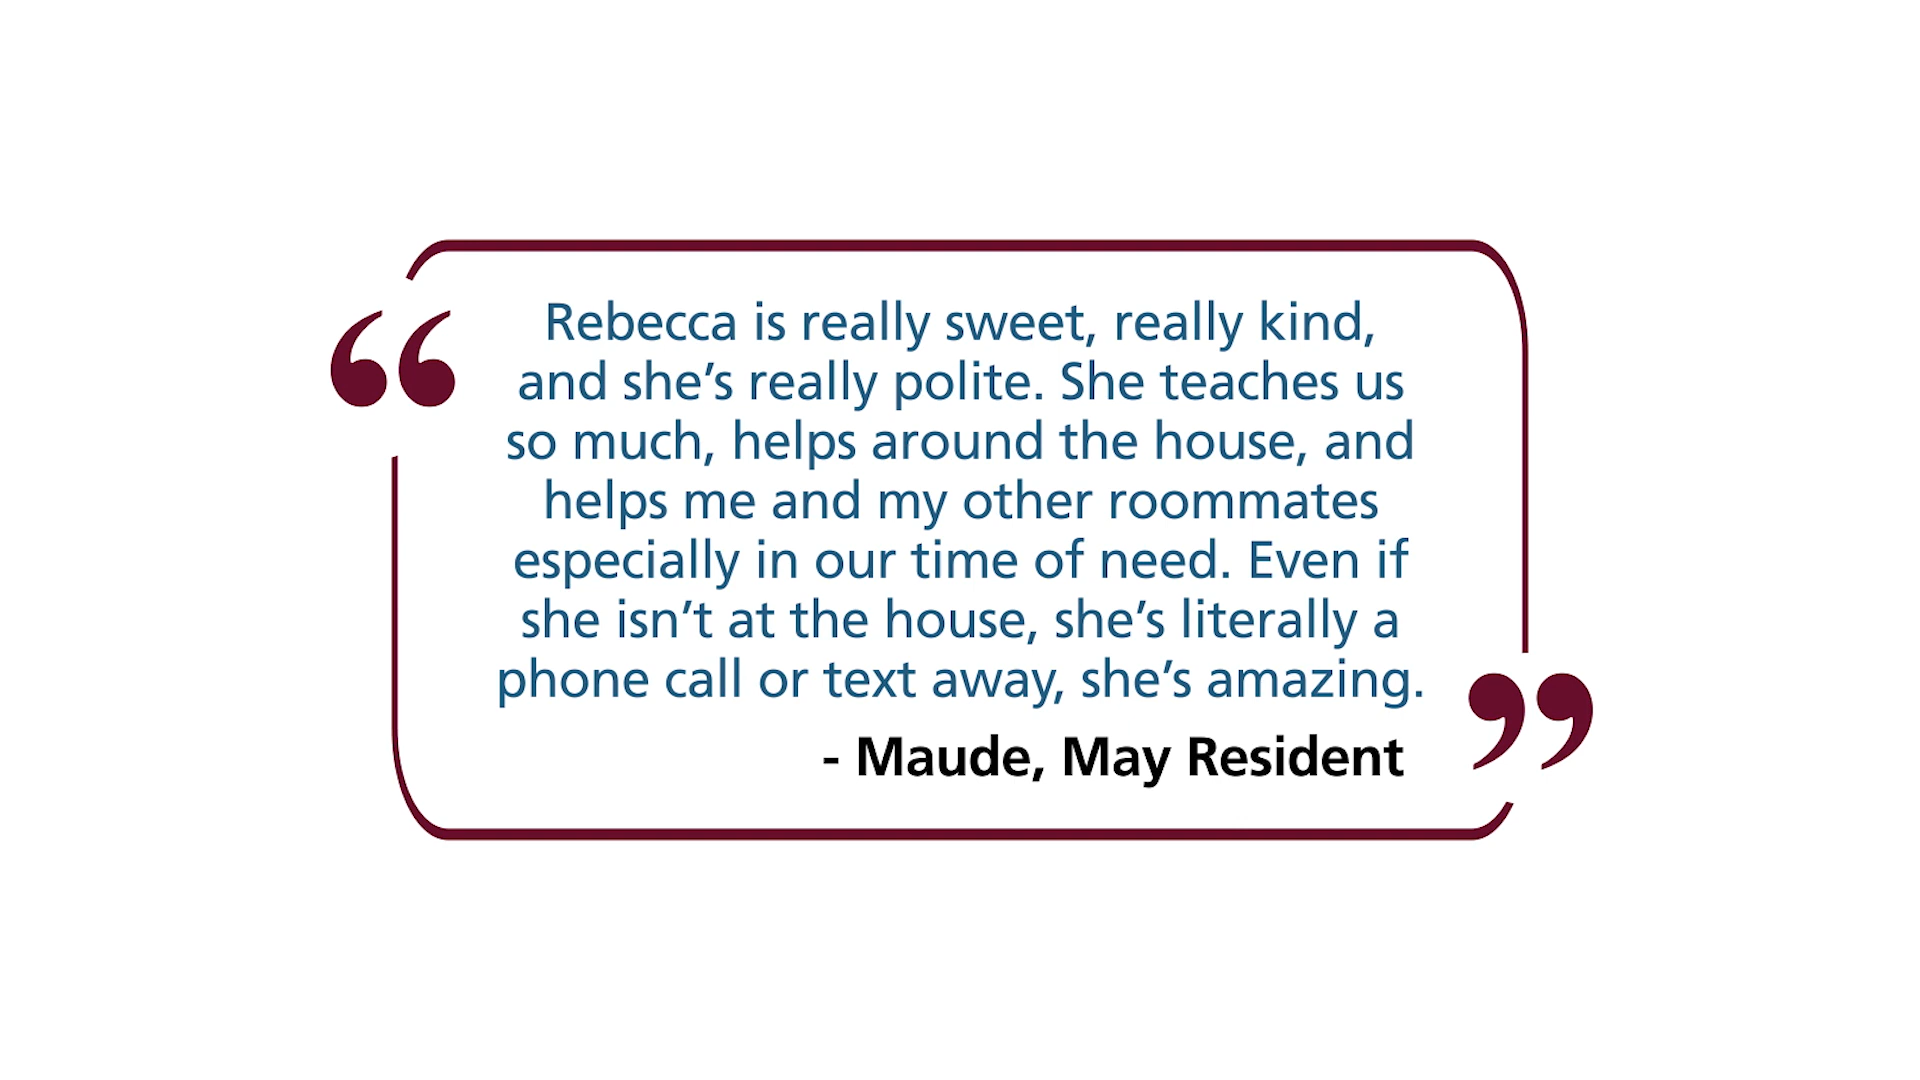 Rebecca is really sweet, really kind,
and she’s really polite. She teaches us
so much, helps around the house, and
helps me and my other roommates
especially in our time of need. Even if
she isn’t at the house, she’s literally a
phone call or text away, she’s amazing.
- Maude, May Resident